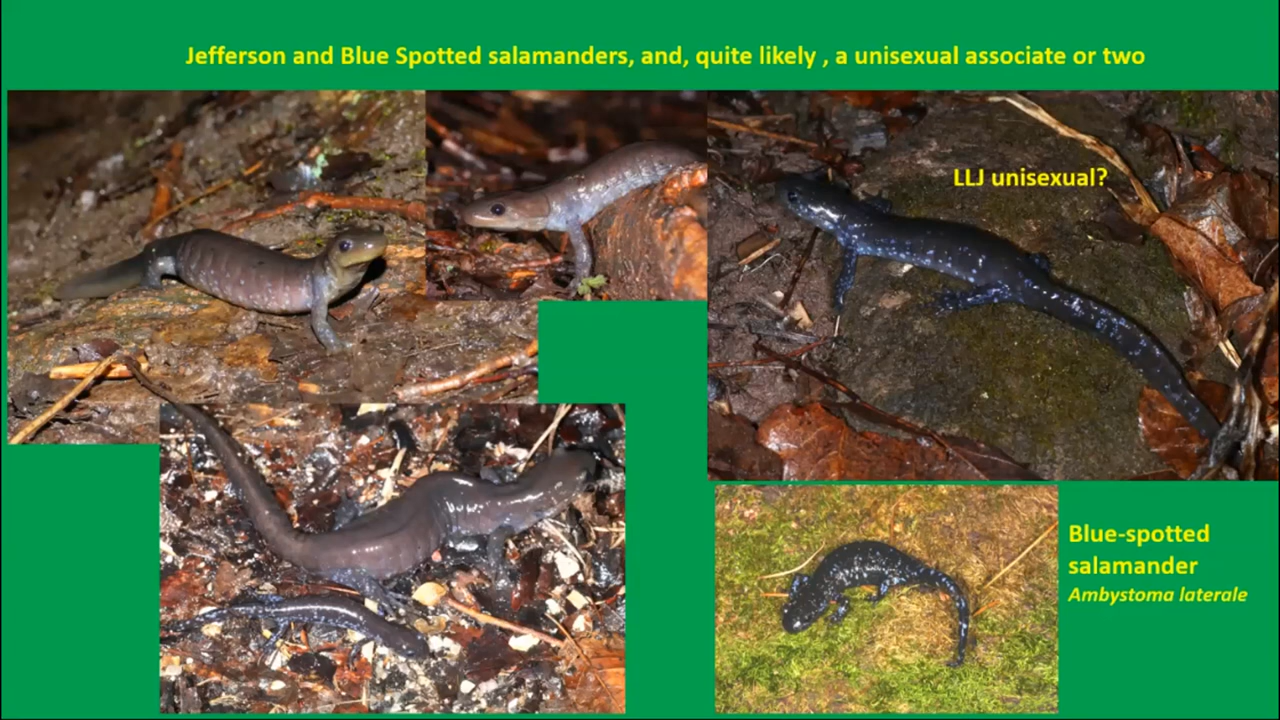 Jefferson and Blue Spotted salamanders, and, quite likely , a unisexual associate or two
LLJ unisexual?
Blue-spotted
salamander
Ambystoma laterale